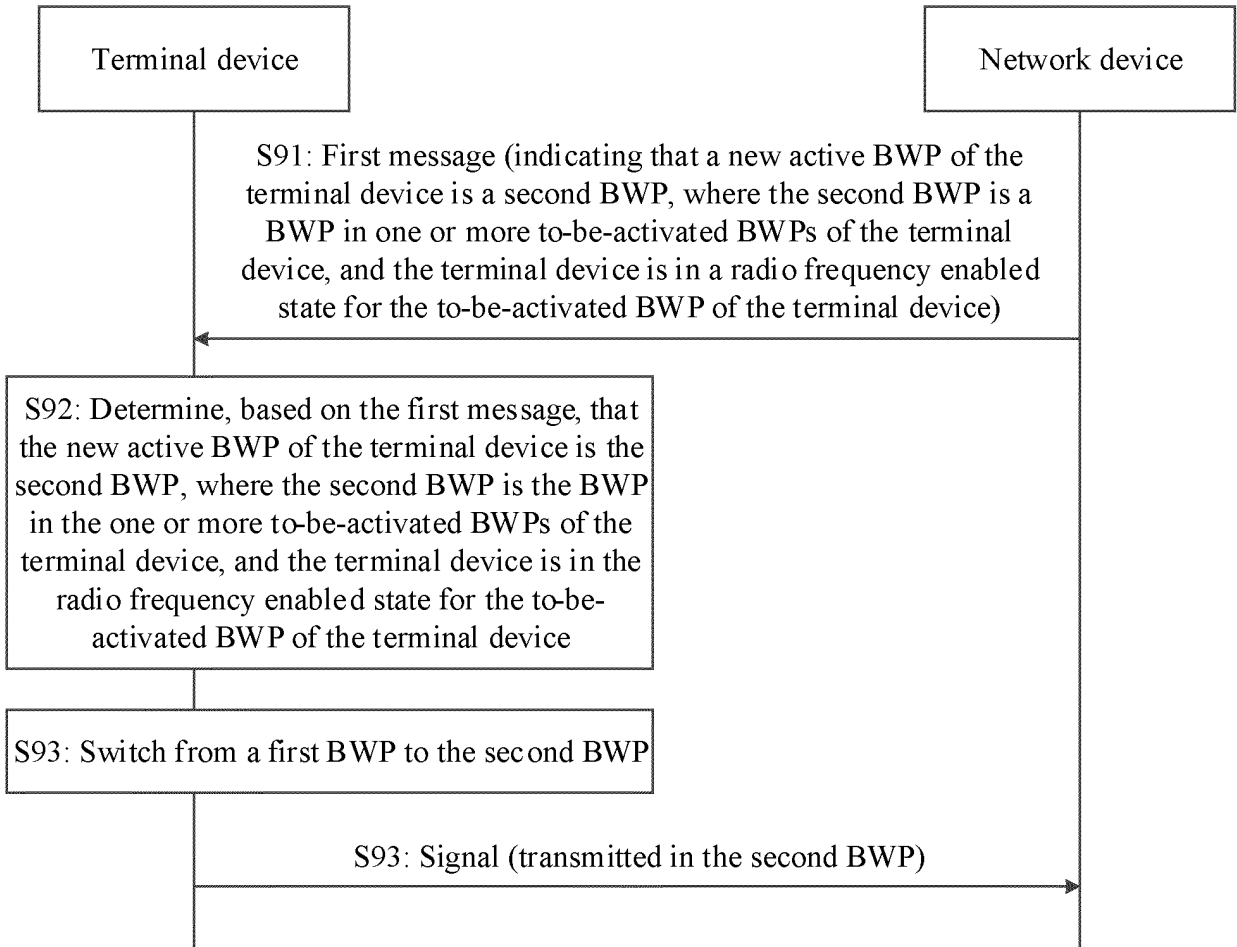 Terminal device
Network device
S91: First message (indicating that a new active BWP of the
terminal device is a second BWP, where the second BWP is a
BWP in one or more to-be-activated BWPs of the terminal
device, and the terminal device is in a radio frequency enabled
state for the to-be-activated BWP of the terminal device)
S92: Determine, based on the first message, that
the new active BWP of the terminal device is the
second BWP, where the second BWP is the BWP
in the one or more to-be-activated BWPs of the
terminal device, and the terminal device is in the
radio frequency enabled state for the to-be-
activated BWP of the terminal device
S93: Switch from a first BWP to the second BWP
S93: Signal (transmitted in the second BWP)